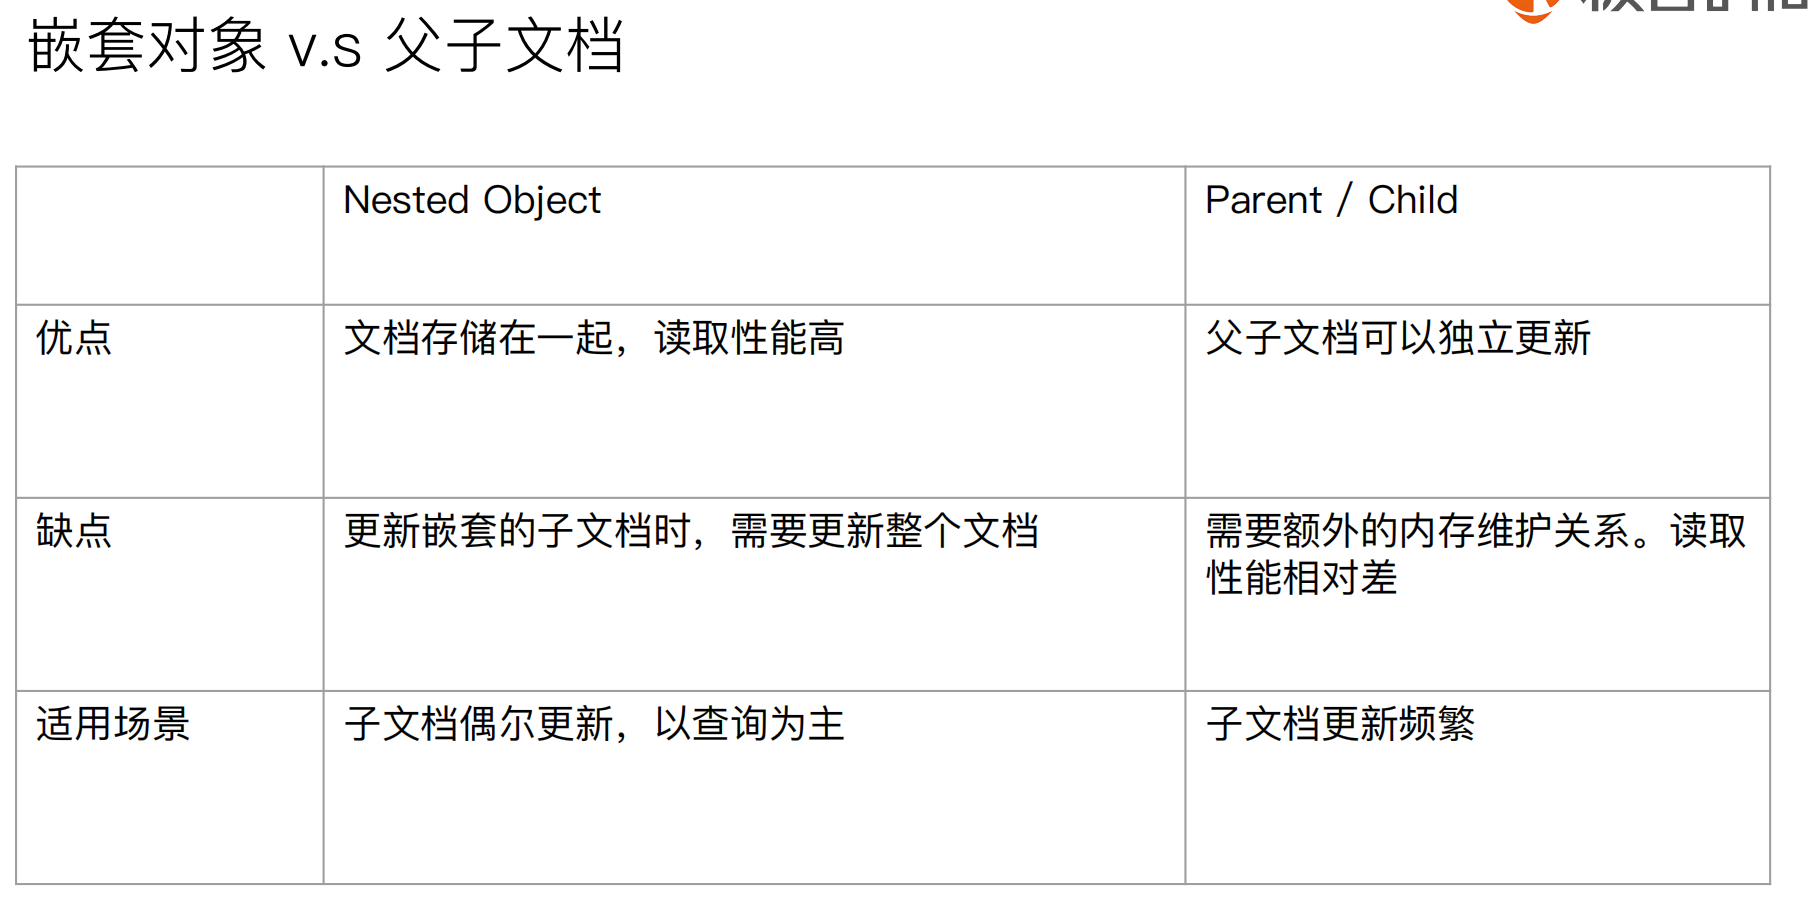 嵌套对象 v.s 父子文档
Nested Object
Parent / Child
优点
文档存储在一起，读取性能高
父子文档可以独立更新
缺点
更新嵌套的子文档时，需要更新整个文档
需要额外的内存维护关系。读取
性能相对差
适用场景
子文档偶尔更新，以查询为主
子文档更新频繁